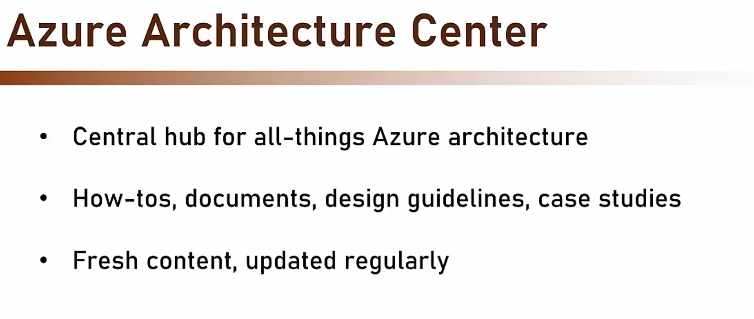 Azure Architecture Center
• Central hub for all-things Azure architecture
• How-tos, documents, design guidelines, case studies
• Fresh content, updated regularly